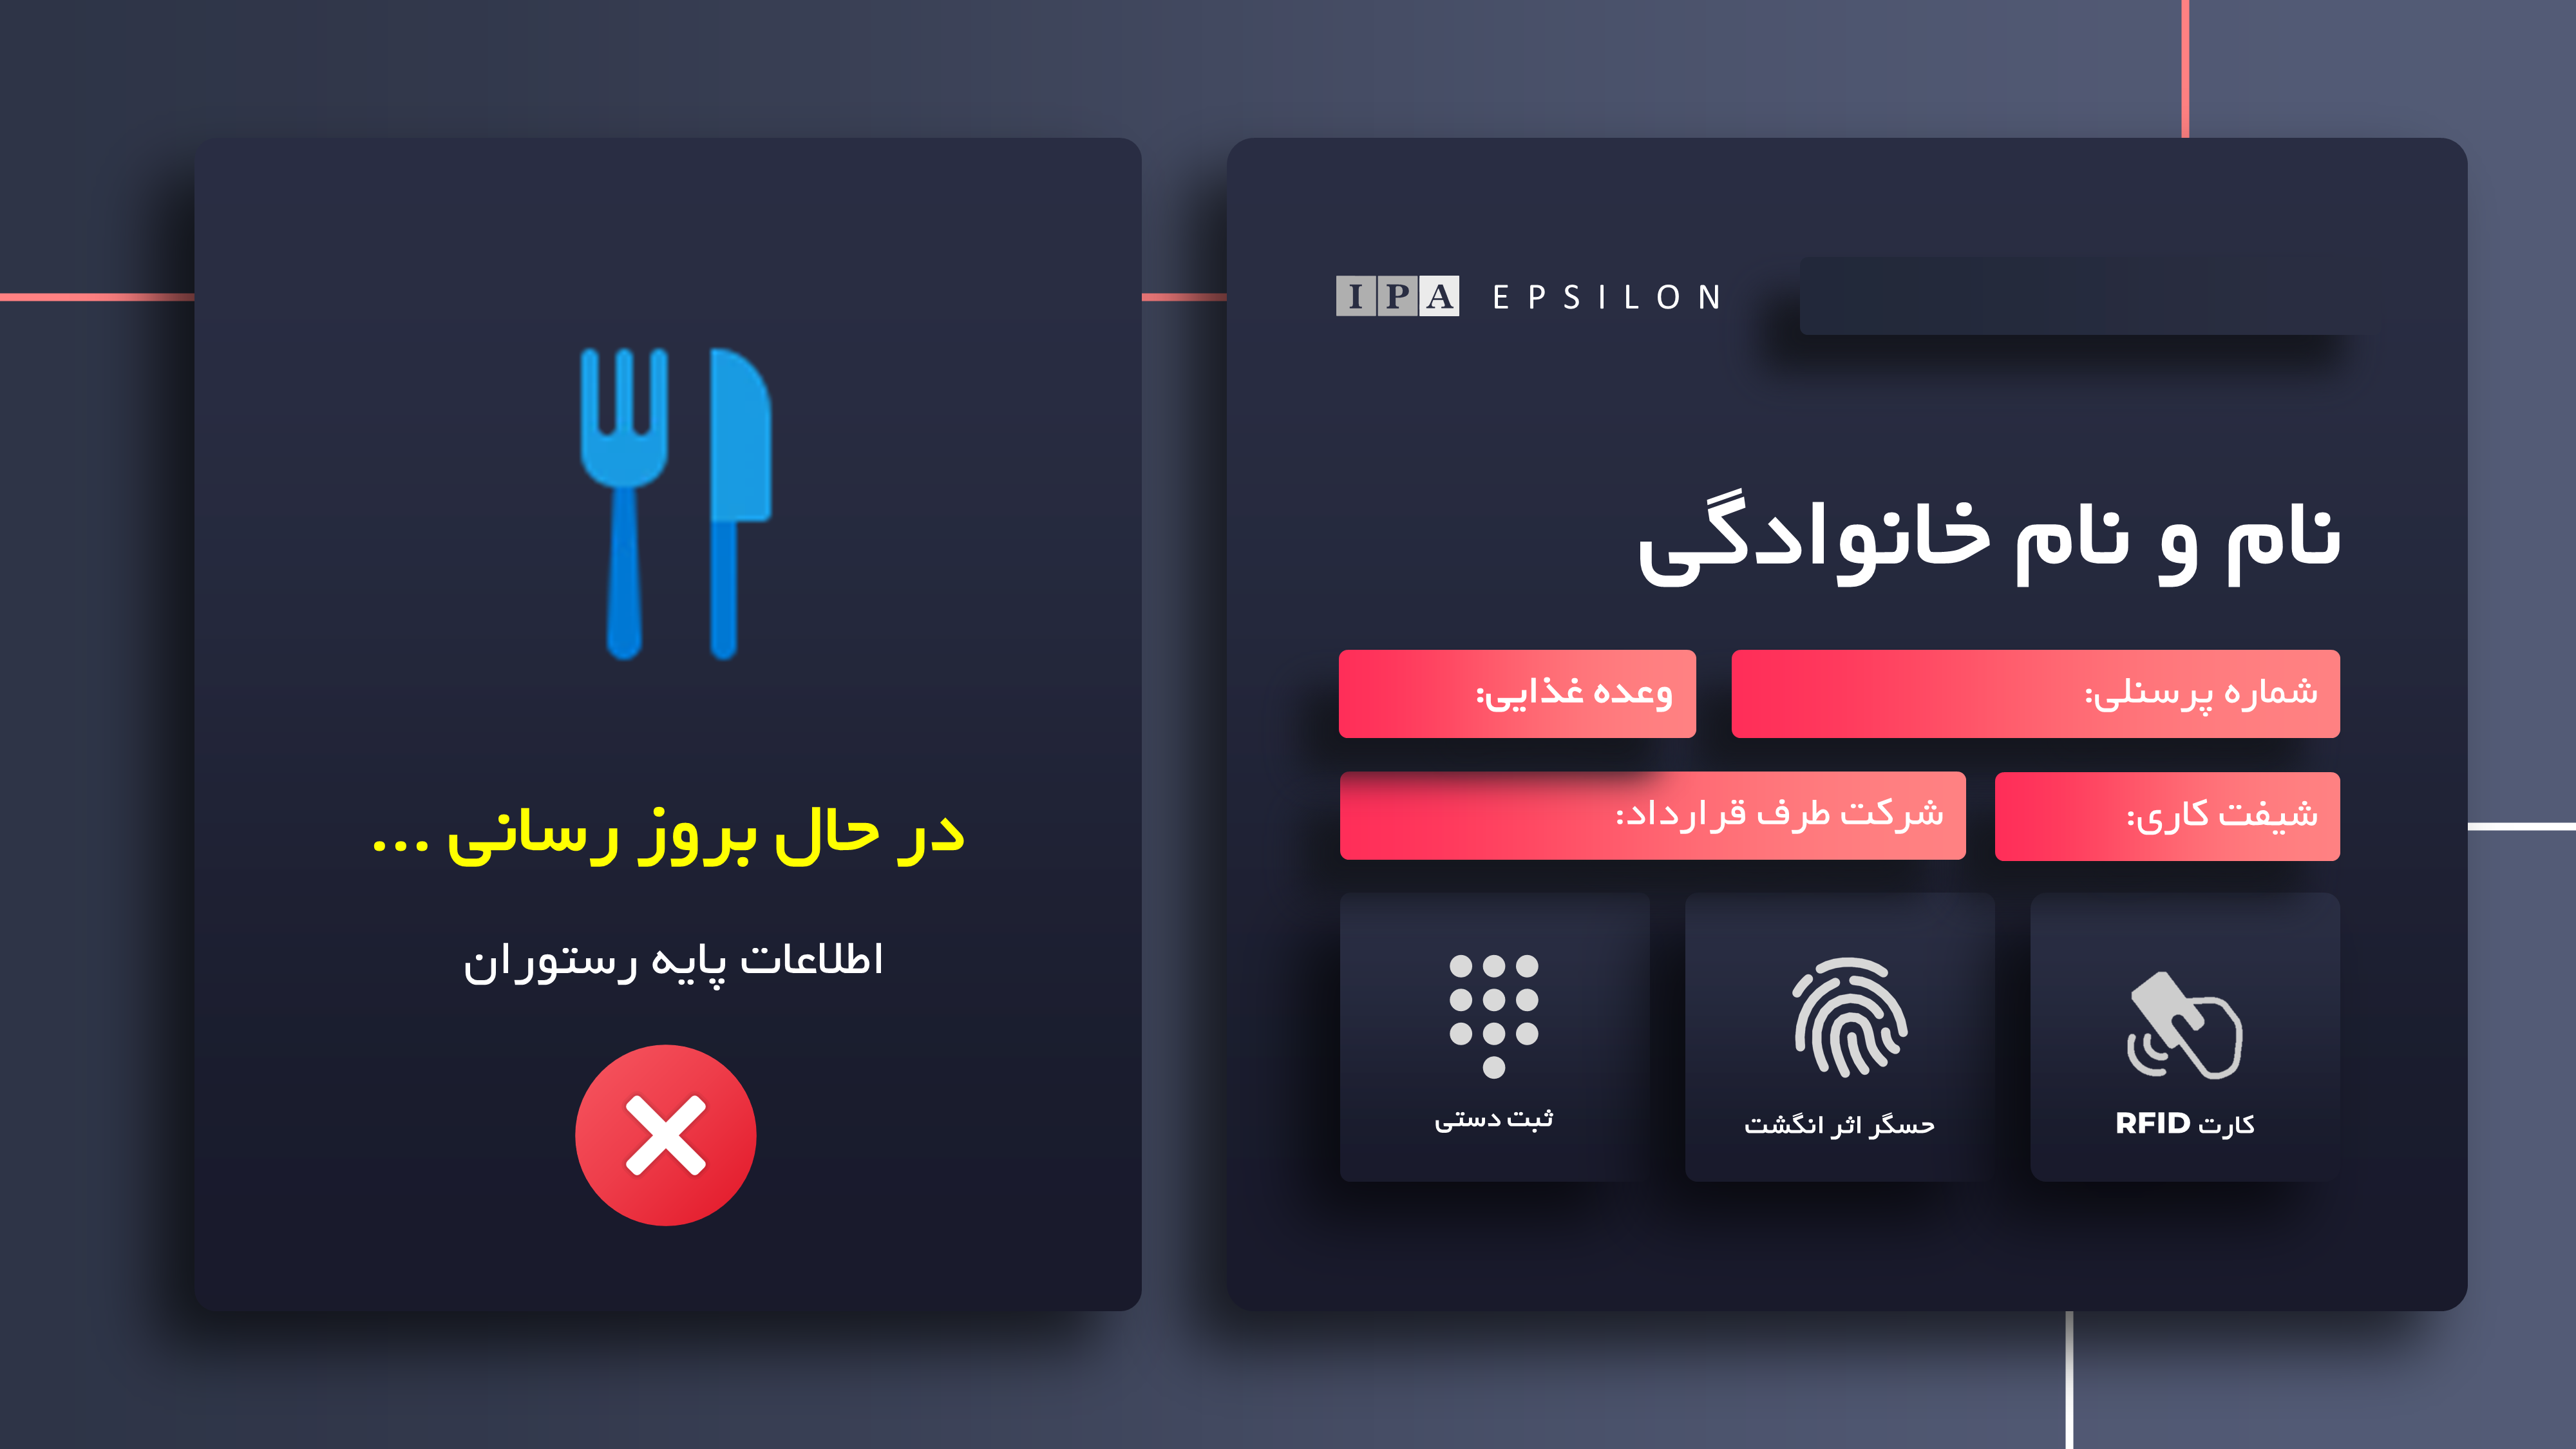 IPA EPSILON
نام و نام خانوادگی
شماره پرسنلی:
وعده غذایی:
شیفت کاری:
شرکت طرف قرارداد:
کارت RFID
حسگر اثر انگشت
ثبت دستی
در حال بروز رسانی ...
اطلاعات پایه رستوران